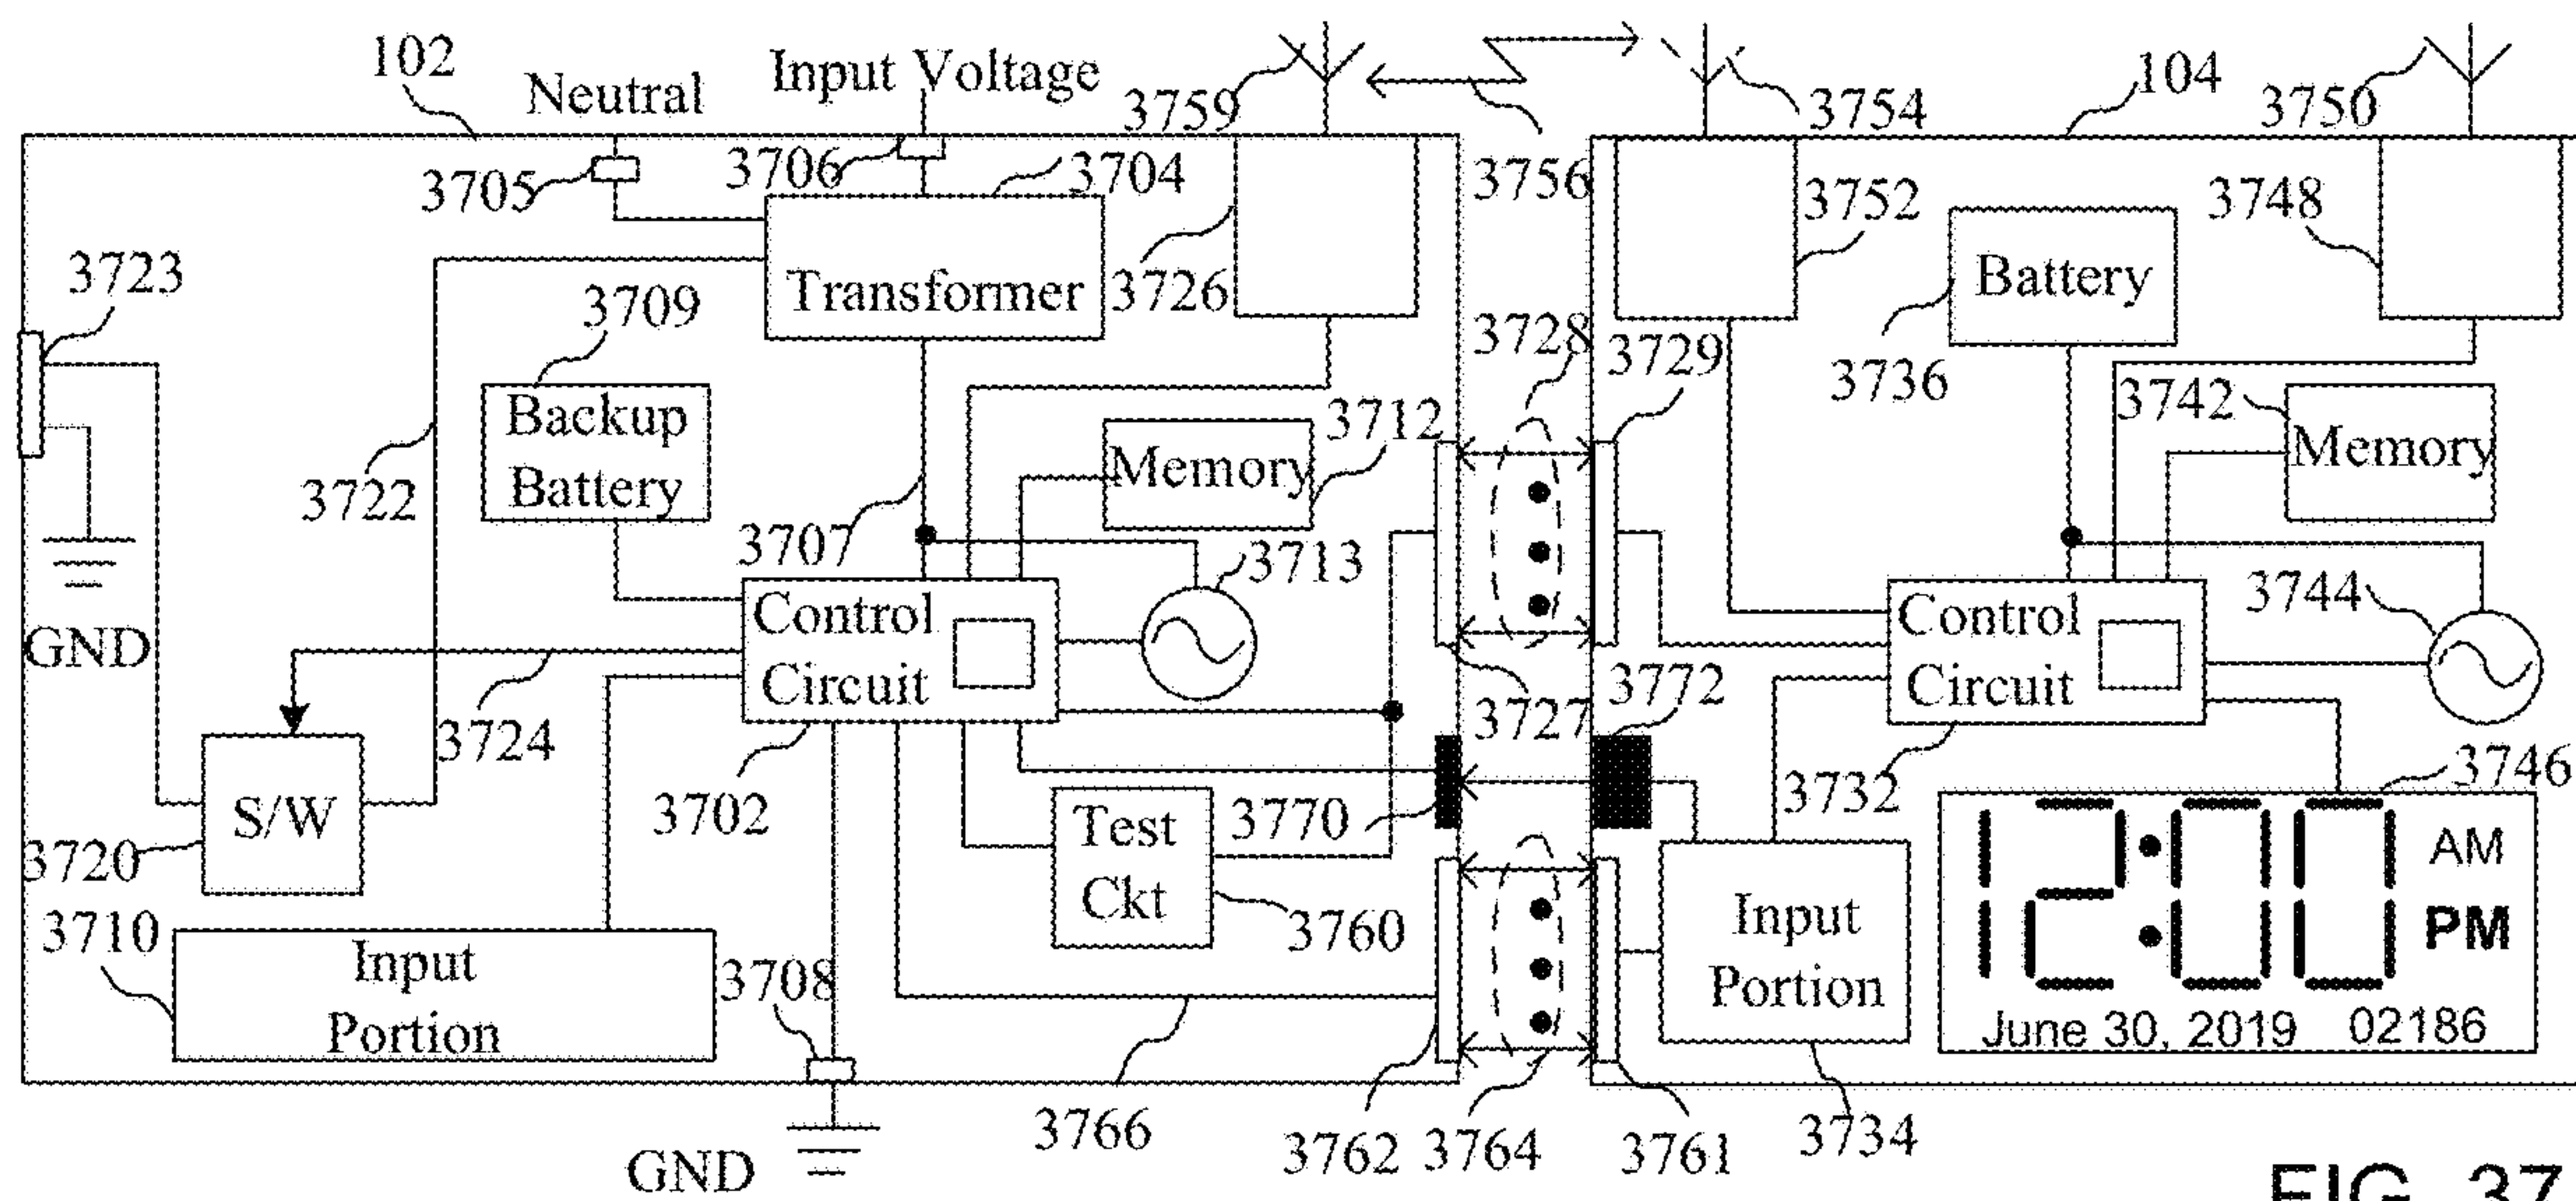 102
Neutral
Input Voltage
3759
3754
104
3750
3705
3706
3704
3756
3752
3748
3723
3709
Transformer
3726
Battery
3728
3729
3736
3742
Backup
Battery
3712
Memory
Memory
3722
3707
3713
3744
GND
Control
Circuit
Control
Circuit
3724
3727
3772
3702
3732
3746
S/W
3720
Test
Ckt
3770
3760
Input
Portion
12:00
AM
PM
June 30, 2019 02186
3710
Input
Portion
3708
3766
3762
3764
3761
3734
GND
FIG. 37